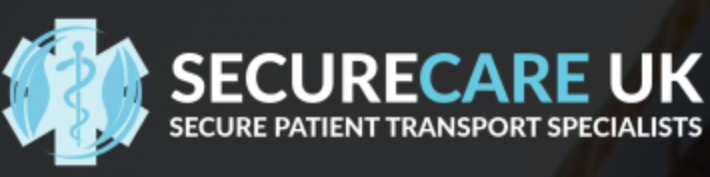 SECURECARE UK
SECURE PATIENT TRANSPORT SPECIALISTS